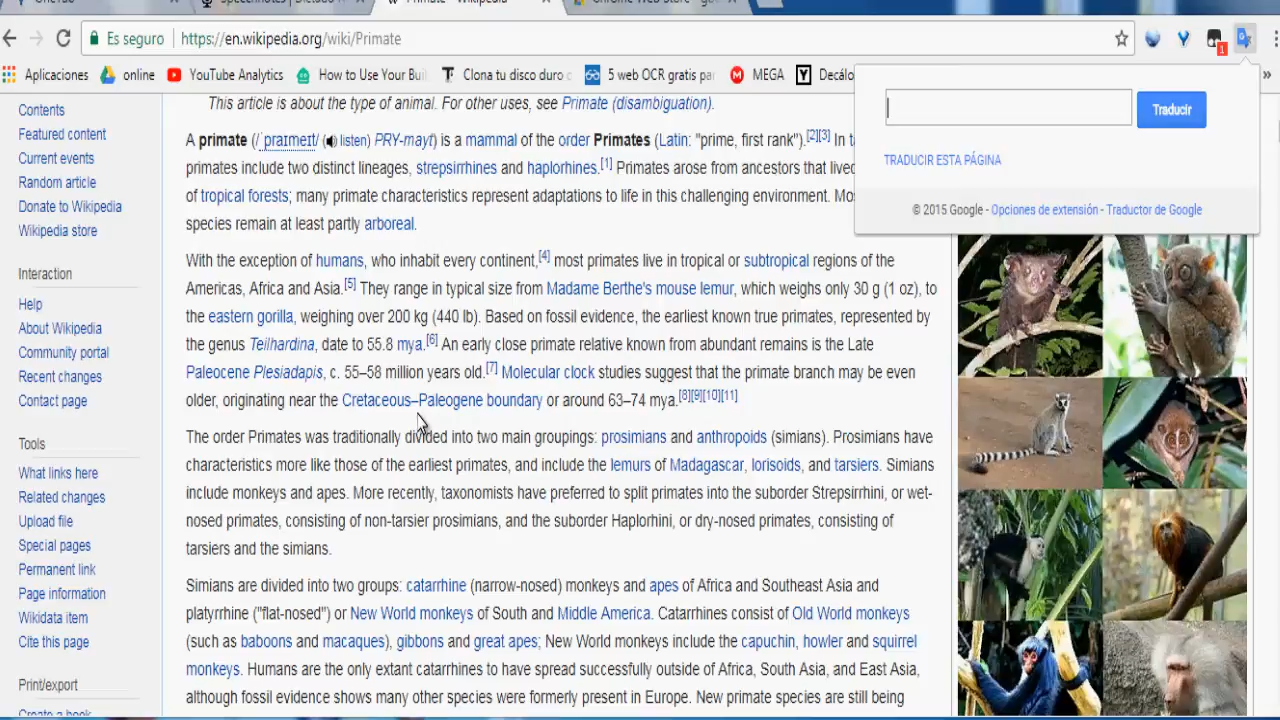 OneTab
Speechnotes | Dictado
Primate - Wikipedia
Chrome Web Store - 
Es seguro https://en.wikipedia.org/wiki/Primate
1
Aplicaciones online YouTube Analytics How to Use Your Buil Clona tu disco duro 5 web OCR gratis MEGA Decálo »
Traducir
TRADUCIR ESTA PÁGINA
© 2015 Google - Opciones de extensión - Traductor de Google
Contents
Featured content
Current events
Random article
Donate to Wikipedia
Wikipedia store
Interaction
Help
About Wikipedia
Community portal
Recent changes
Contact page
Tools
What links here
Related changes
Upload file
Special pages
Permanent link
Page information
Wikidata item
Cite this page
Print/export
Create a book
This article is about the type of animal. For other uses, see Primate (disambiguation).
A primate (/ˈpraɪmeɪt/ (listen) PRY-mayt) is a mammal of the order Primates (Latin: "prime, first rank").[2][3] In
primates include two distinct lineages, strepsirrhines and haplorhines.[1] Primates arose from ancestors that lived
of tropical forests; many primate characteristics represent adaptations to life in this challenging environment. Mos
species remain at least partly arboreal.
With the exception of humans, who inhabit every continent,[4] most primates live in tropical or subtropical regions of the
Americas, Africa and Asia.[5] They range in typical size from Madame Berthe's mouse lemur, which weighs only 30 g (1 oz), to
the eastern gorilla, weighing over 200 kg (440 lb). Based on fossil evidence, the earliest known true primates, represented by
the genus Teilhardina, date to 55.8 mya.[6] An early close primate relative known from abundant remains is the Late
Paleocene Plesiadapis, c. 55–58 million years old.[7] Molecular clock studies suggest that the primate branch may be even
older, originating near the Cretaceous–Paleogene boundary or around 63–74 mya.[8][9][10][11]
The order Primates was traditionally divided into two main groupings: prosimians and anthropoids (simians). Prosimians have
characteristics more like those of the earliest primates, and include the lemurs of Madagascar, lorisoids, and tarsiers. Simians
include monkeys and apes. More recently, taxonomists have preferred to split primates into the suborder Strepsirrhini, or wet-
nosed primates, consisting of non-tarsier prosimians, and the suborder Haplorhini, or dry-nosed primates, consisting of
tarsiers and the simians.
Simians are divided into two groups: catarrhine (narrow-nosed) monkeys and apes of Africa and Southeast Asia and
platyrrhine ("flat-nosed") or New World monkeys of South and Middle America. Catarrhines consist of Old World monkeys
(such as baboons and macaques), gibbons and great apes; New World monkeys include the capuchin, howler and squirrel
monkeys. Humans are the only extant catarrhines to have spread successfully outside of Africa, South Asia, and East Asia,
although fossil evidence shows many other species were formerly present in Europe. New primate species are still being